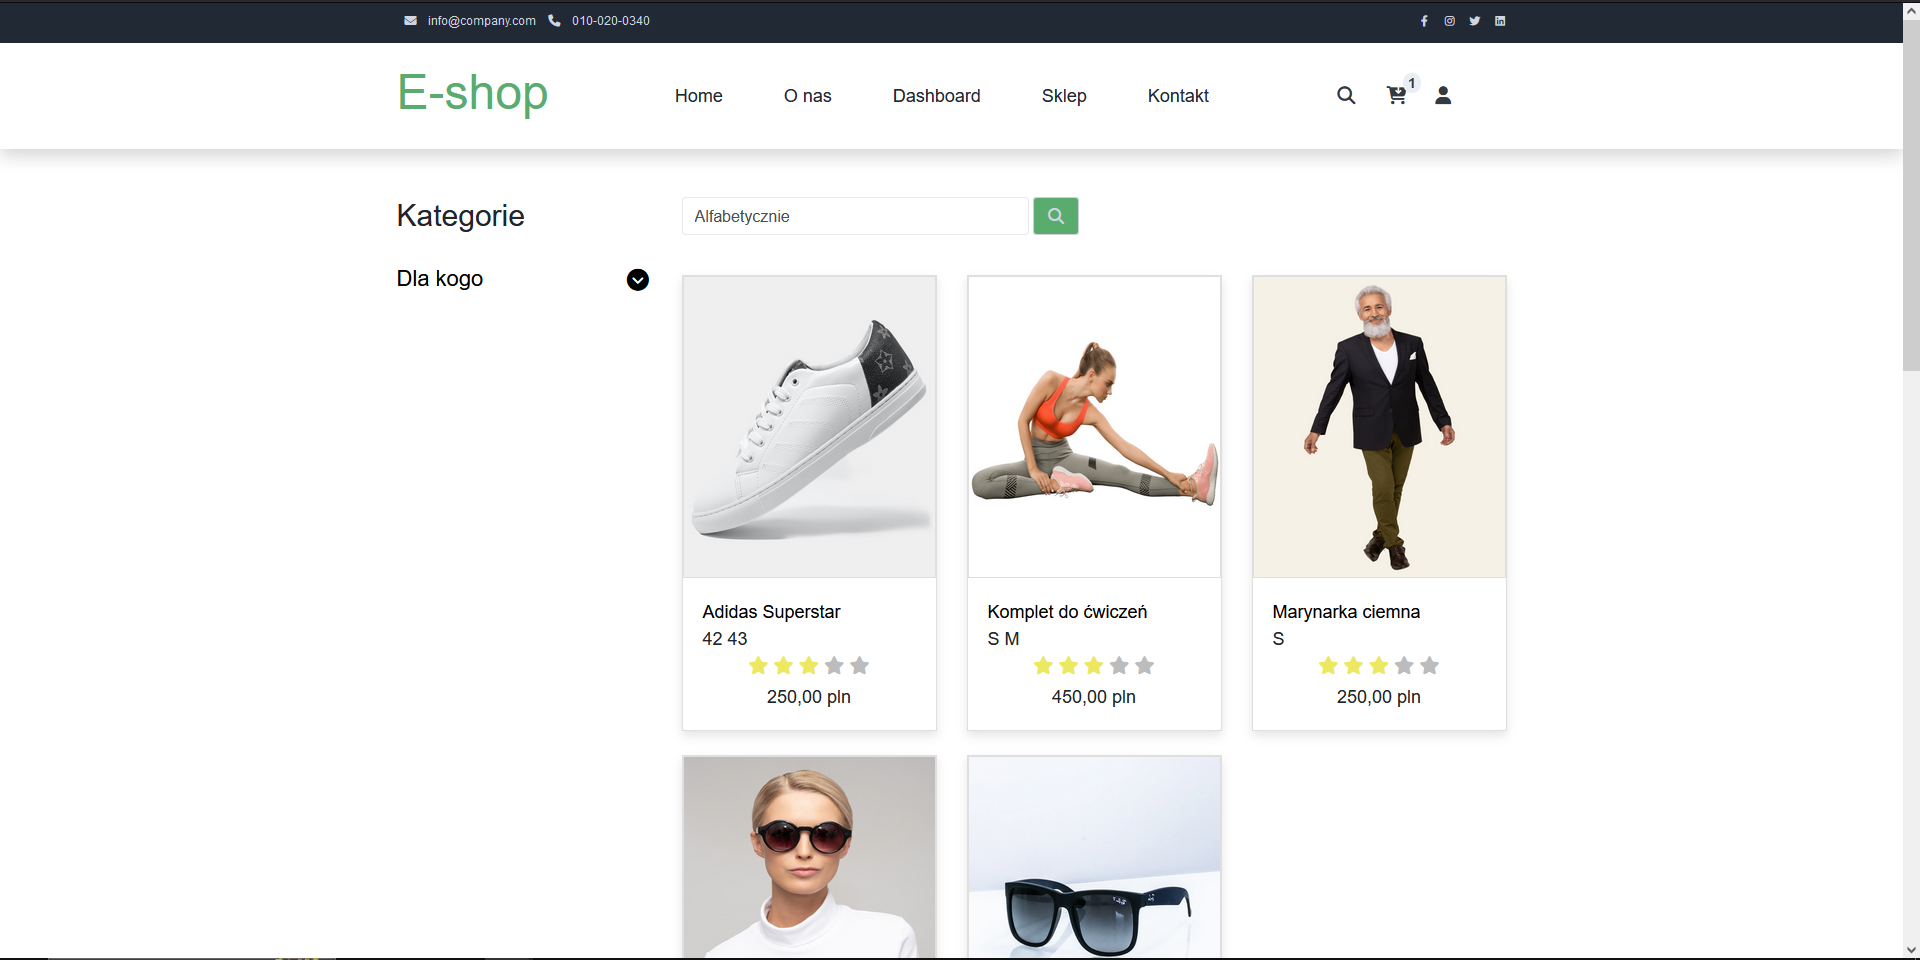 info@company.com 010-020-0340
E-shop
Home O nas Dashboard Sklep Kontakt
1
Kategorie
Alfabetycznie
Dla kogo
Adidas Superstar
42 43
250,00 pln
Komplet do ćwiczeń
S M
450,00 pln
Marynarka ciemna
S
250,00 pln